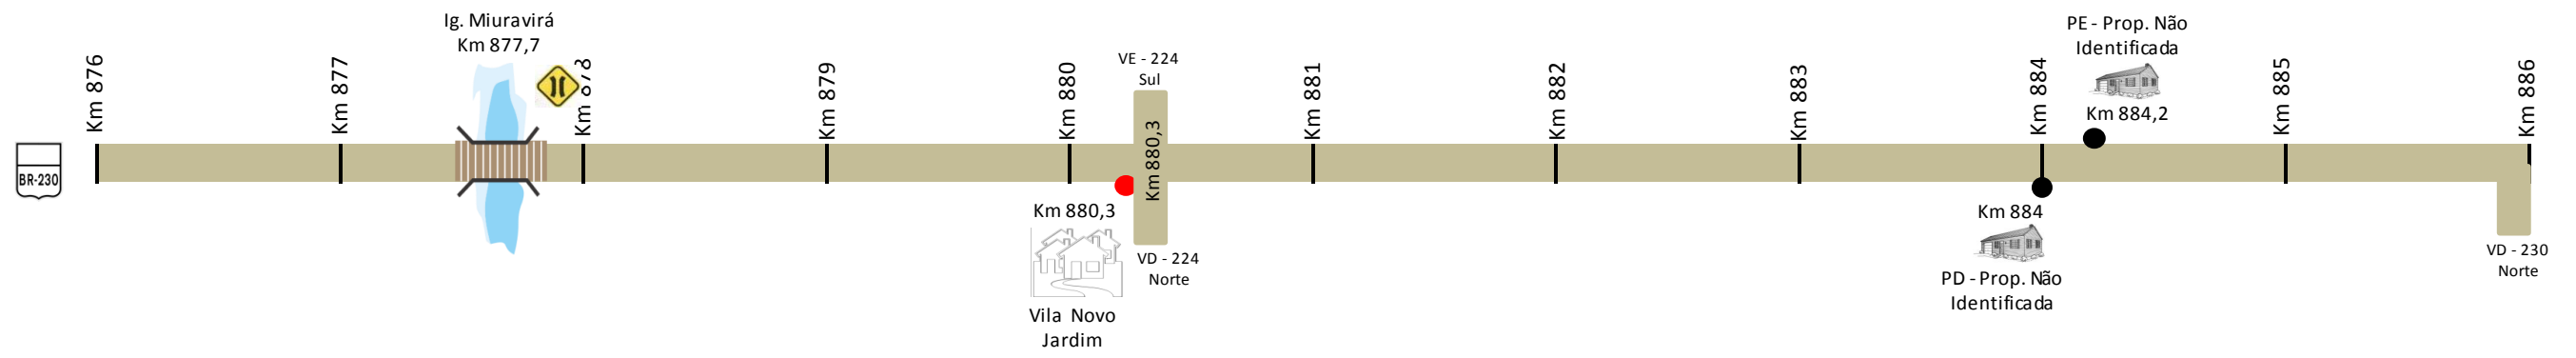 Ig. Miuravirá
Km 877,7
PE - Prop. Não
Identificada
Km 884,2
VE - 224
Sul
Km 876
Km 877
Km 878
Km 879
Km 880
Km 880,3
Km 881
Km 882
Km 883
Km 884
Km 885
Km 886
BR-230
Km 880,3
Vila Novo
Jardim
VD - 224
Norte
Km 884
PD - Prop. Não
Identificada
VD - 230
Norte